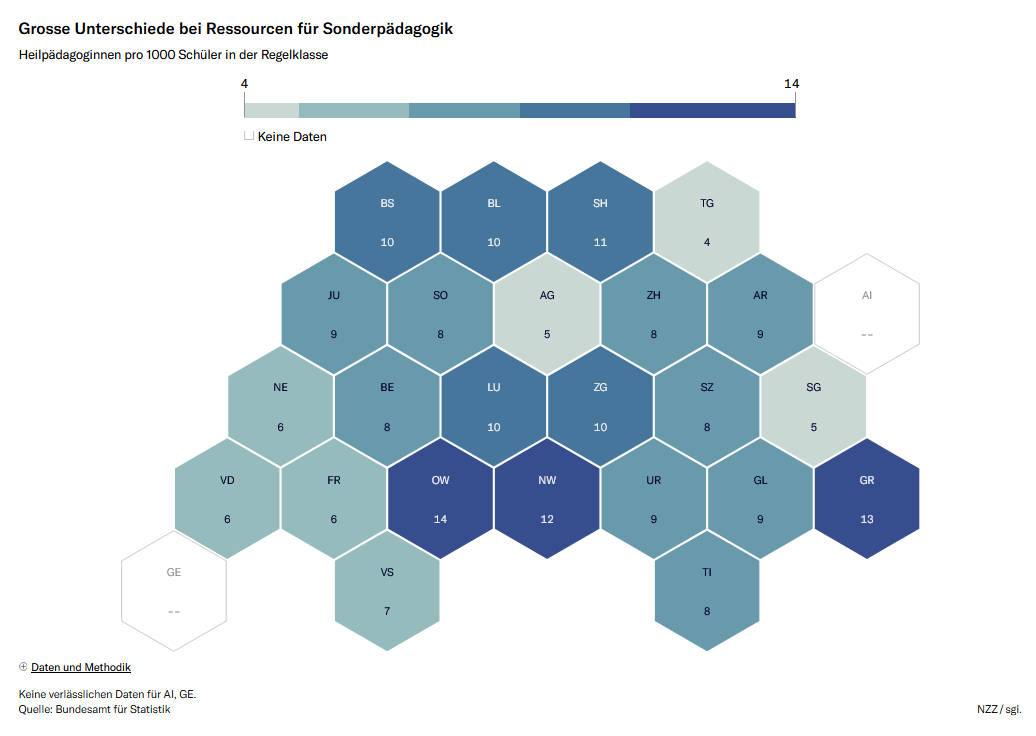 Grosse Unterschiede bei Ressourcen für Sonderpädagogik
Heilpädagoginnen pro 1000 Schüler in der Regelklasse
4 14
Keine Daten
BS BL SH TG
10 10 11 4
JU SO AG ZH AR AI
9 8 5 8 9 --
NE BE LU ZG SZ SG
6 8 10 10 8 5
VD FR OW NW UR GL GR
6 6 14 12 9 9 13
GE VS TI
-- 7 8
Daten und Methodik
Keine verlässlichen Daten für AI, GE.
Quelle: Bundesamt für Statistik
NZZ / sgi.